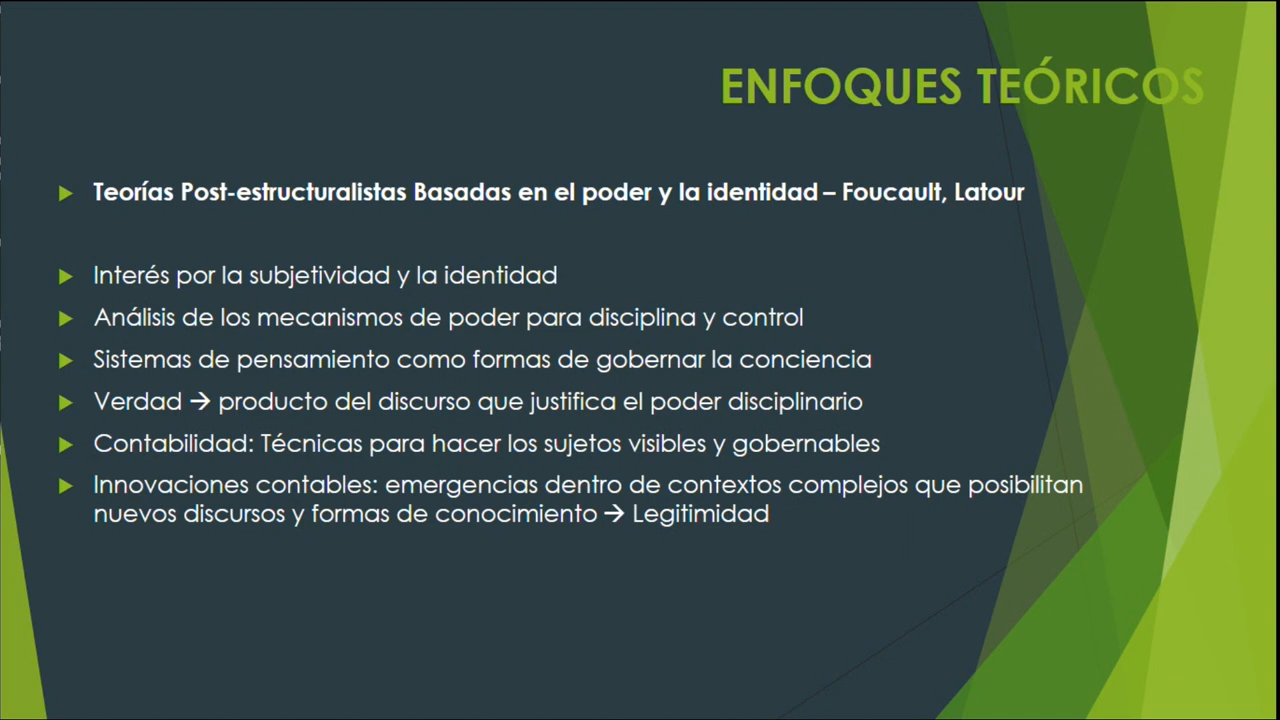 ENFOQUES TEÓRICOS
Teorías Post-estructuralistas Basadas en el poder y la identidad – Foucault, Latour
Interés por la subjetividad y la identidad
Análisis de los mecanismos de poder para disciplina y control
Sistemas de pensamiento como formas de gobernar la conciencia
Verdad → producto del discurso que justifica el poder disciplinario
Contabilidad: Técnicas para hacer los sujetos visibles y gobernables
Innovaciones contables: emergencias dentro de contextos complejos que posibilitan
nuevos discursos y formas de conocimiento → Legitimidad